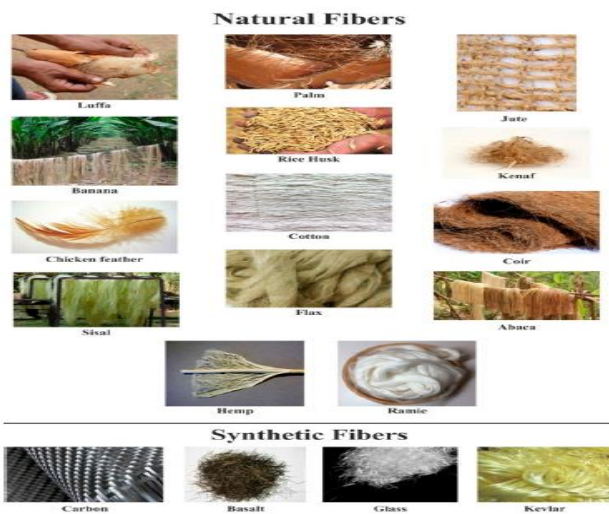 Natural Fibers
Luffa
Palm
Jute
Banana
Rice Husk
Kenaf
Chicken feather
Cotton
Coir
Sisal
Flax
Abaca
Hemp
Ramie
Synthetic Fibers
Carbon
Basalt
Glass
Kevlar